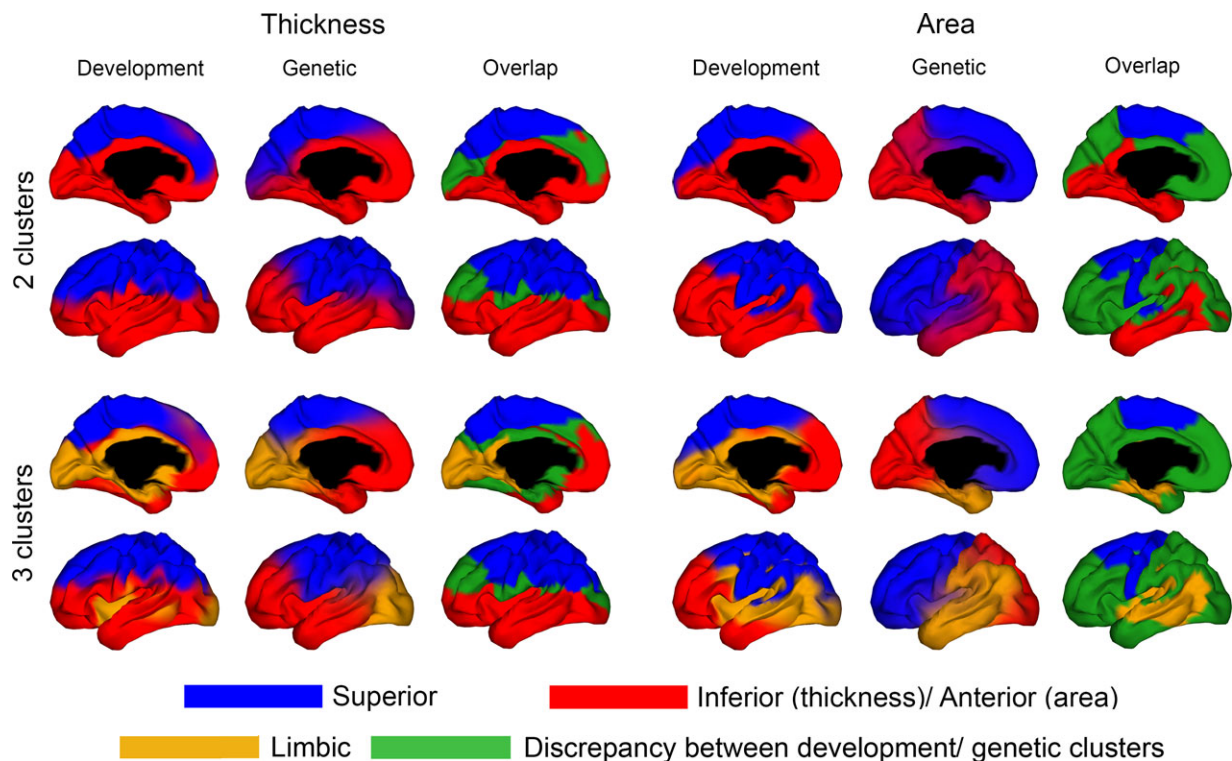 Thickness Area
Development Genetic Overlap Development Genetic Overlap
2 clusters
3 clusters
Superior Inferior (thickness)/ Anterior (area)
Limbic Discrepancy between development/ genetic clusters